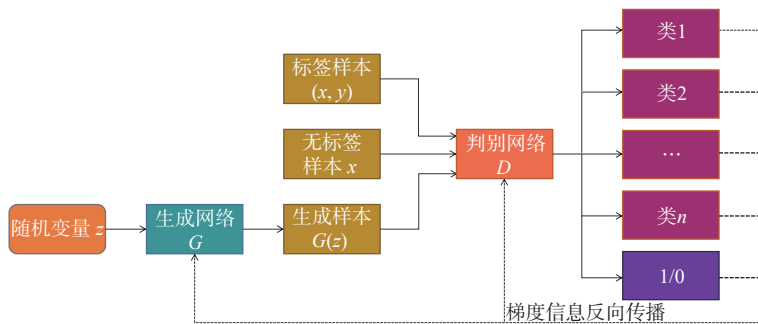 标签样本
(x, y)
无标签
样本 x
随机变量 z
生成网络
G
生成样本
G(z)
判别网络
D
类1
类2
…
类n
1/0
梯度信息反向传播